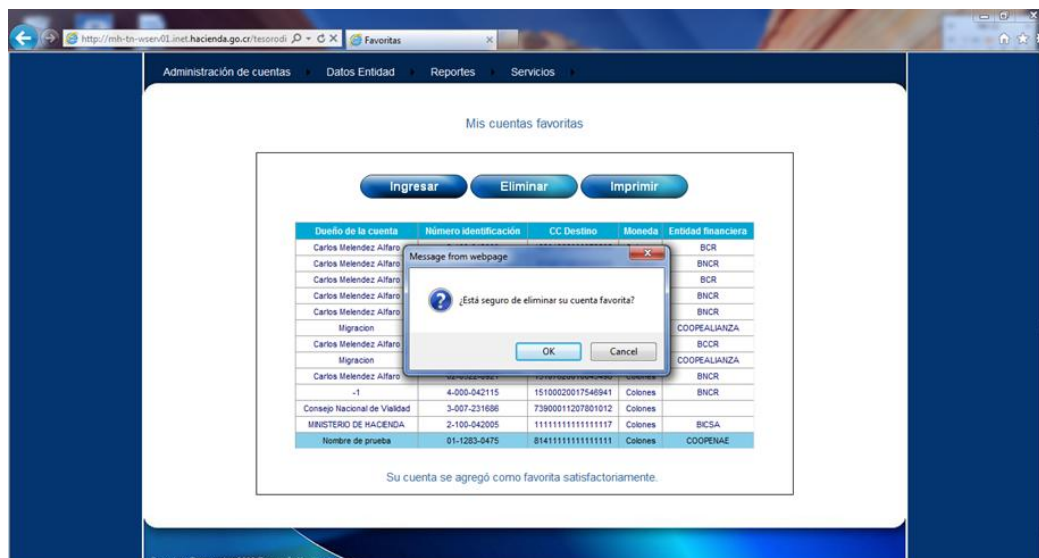 http://mh-tn-wserv01.inet.hacienda.go.cr/tesorodi
Favoritas
Administración de cuentas Datos Entidad Reportes Servicios
Mis cuentas favoritas
Ingresar Eliminar Imprimir
Dueño de la cuenta Número identificación CC Destino Moneda Entidad financiera
Carlos Melendez Alfaro BCR
Carlos Melendez Alfaro BNCR
Carlos Melendez Alfaro BCR
Carlos Melendez Alfaro BNCR
Carlos Melendez Alfaro BNCR
Migracion COOPEALIANZA
Carlos Melendez Alfaro BCCR
Migracion COOPEALIANZA
Carlos Melendez Alfaro BNCR
-1 4-000-042115 15100020017546941 Colones BNCR
Consejo Nacional de Vialidad 3-007-231686 73900011207801012 Colones
MINISTERIO DE HACIENDA 2-100-042005 11111111111111117 Colones BICSA
Nombre de prueba 01-1283-0475 81411111111111111 Colones COOPENAE
Message from webpage
¿Está seguro de eliminar su cuenta favorita?
OK Cancel
Su cuenta se agregó como favorita satisfactoriamente.